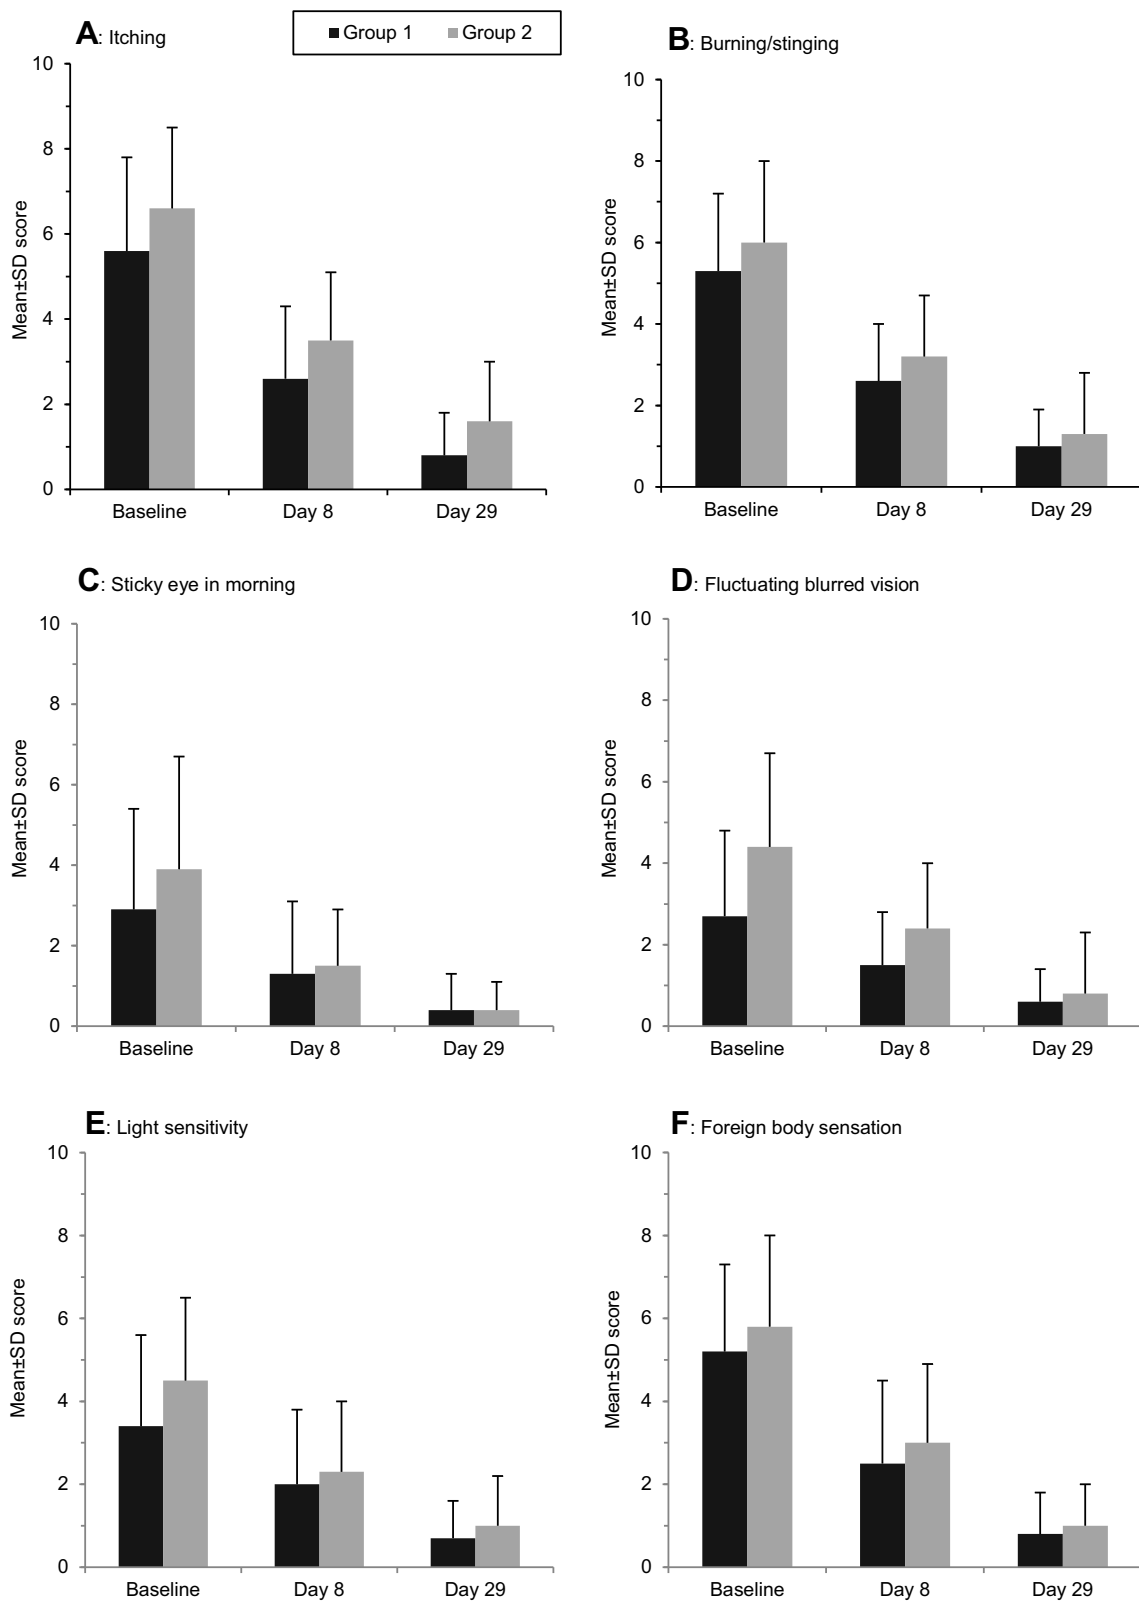 A: Itching
Group 1 Group 2
10
8
6
4
2
0
Mean±SD score
Baseline Day 8 Day 29
B: Burning/stinging
10
8
6
4
2
0
Mean±SD score
Baseline Day 8 Day 29
C: Sticky eye in morning
10
8
6
4
2
0
Mean±SD score
Baseline Day 8 Day 29
D: Fluctuating blurred vision
10
8
6
4
2
0
Mean±SD score
Baseline Day 8 Day 29
E: Light sensitivity
10
8
6
4
2
0
Mean±SD score
Baseline Day 8 Day 29
F: Foreign body sensation
10
8
6
4
2
0
Mean±SD score
Baseline Day 8 Day 29